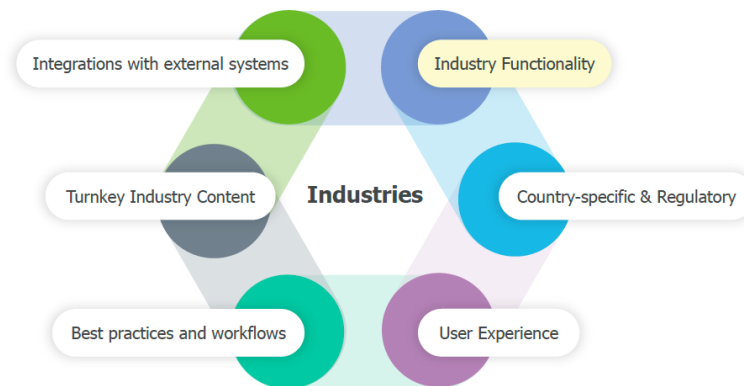 Integrations with external systems
Industry Functionality
Turnkey Industry Content
Industries
Country-specific & Regulatory
Best practices and workflows
User Experience